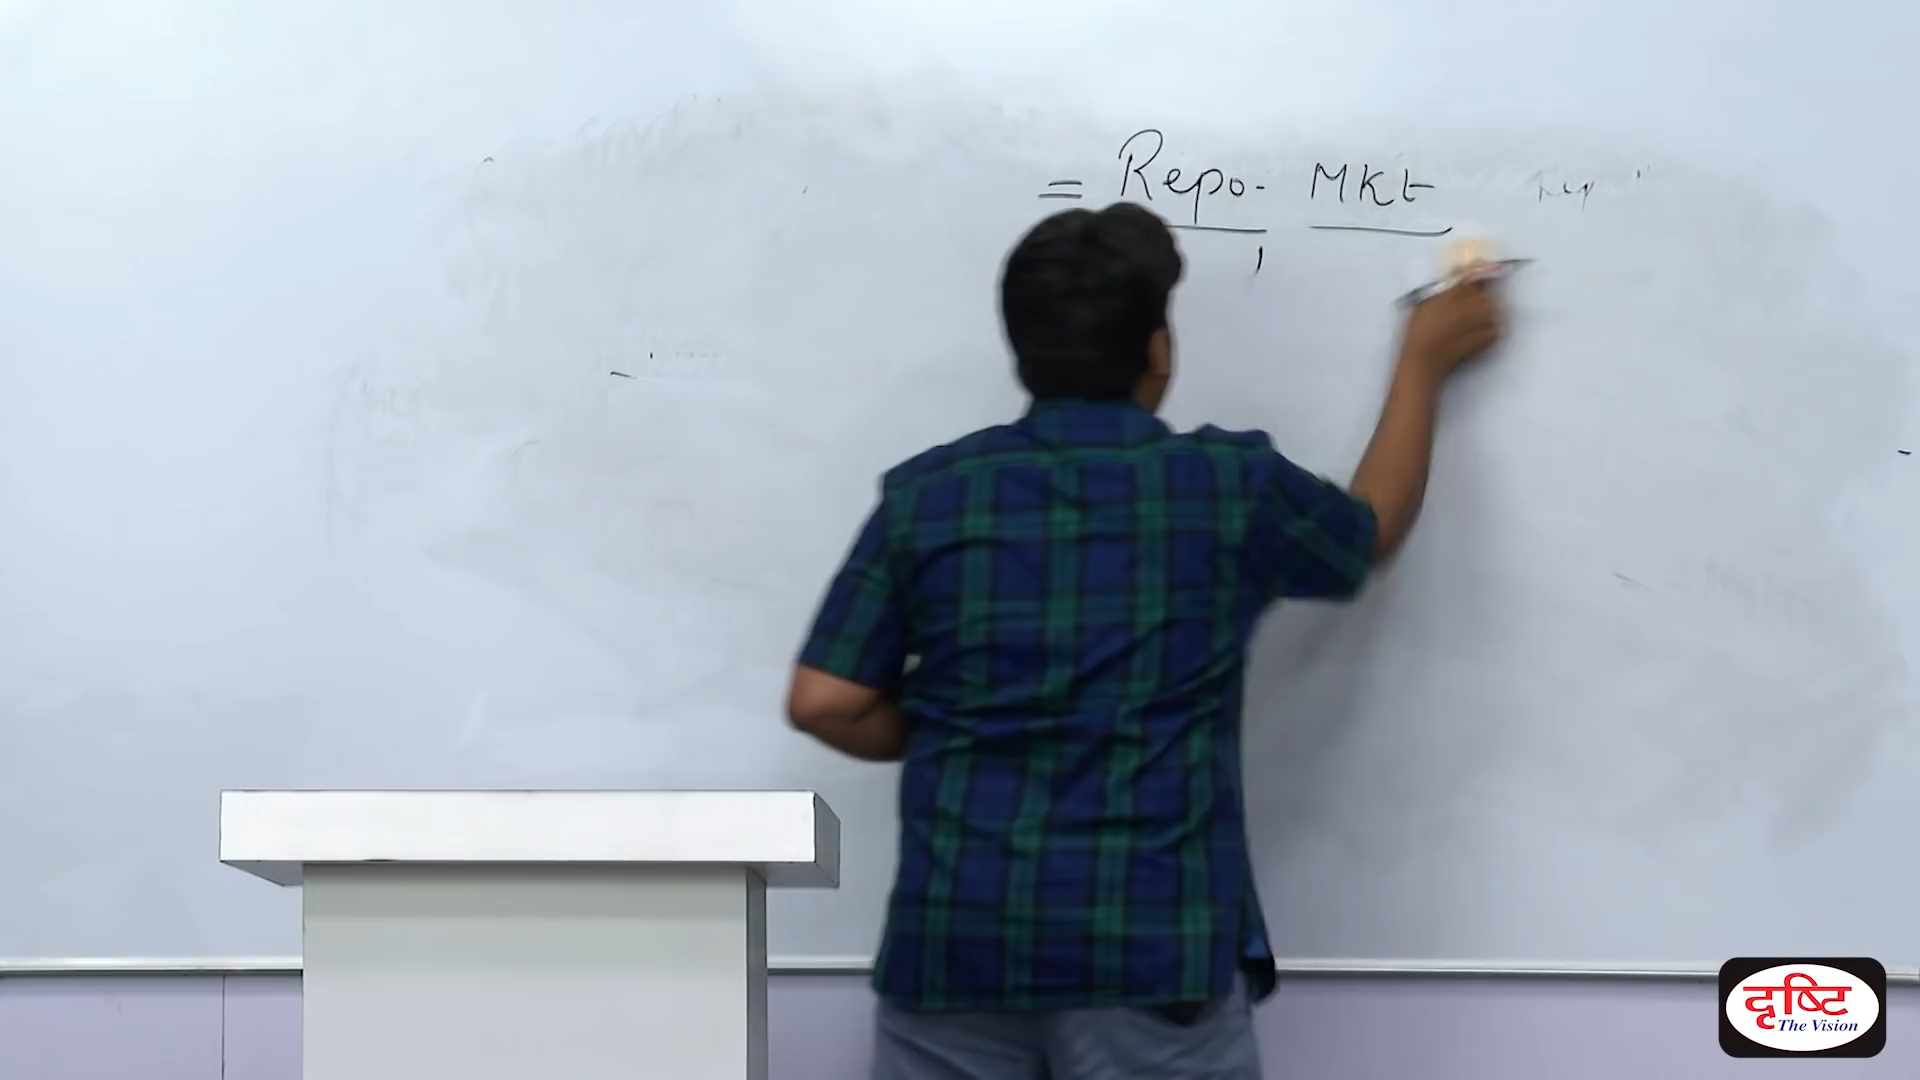 = Repo- MKt
दृष्टि
The Vision